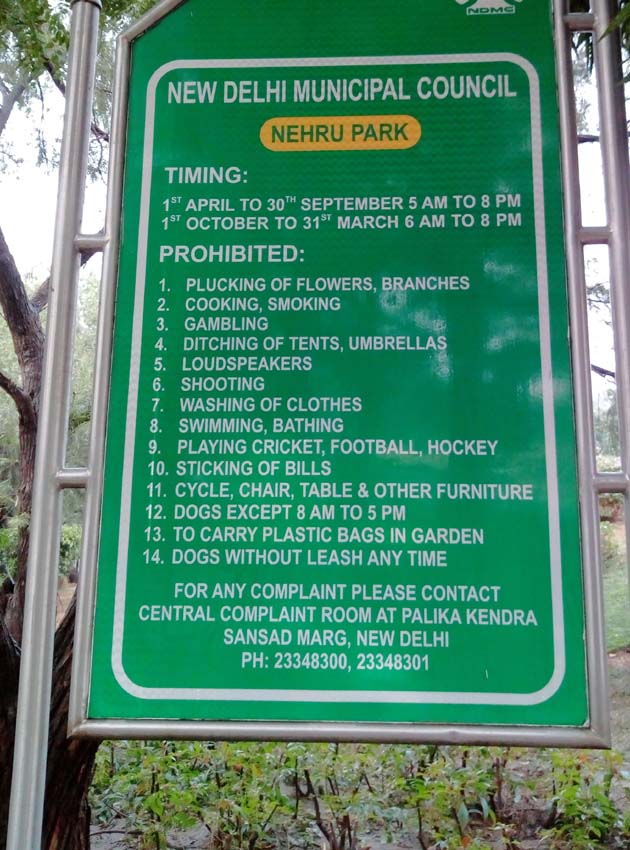 NDMC
NEW DELHI MUNICIPAL COUNCIL
NEHRU PARK
TIMING:
1ST APRIL TO 30TH SEPTEMBER 5 AM TO 8 PM
1ST OCTOBER TO 31ST MARCH 6 AM TO 8 PM
PROHIBITED:
1. PLUCKING OF FLOWERS, BRANCHES
2. COOKING, SMOKING
3. GAMBLING
4. DITCHING OF TENTS, UMBRELLAS
5. LOUDSPEAKERS
6. SHOOTING
7. WASHING OF CLOTHES
8. SWIMMING, BATHING
9. PLAYING CRICKET, FOOTBALL, HOCKEY
10. STICKING OF BILLS
11. CYCLE, CHAIR, TABLE & OTHER FURNITURE
12. DOGS EXCEPT 8 AM TO 5 PM
13. TO CARRY PLASTIC BAGS IN GARDEN
14. DOGS WITHOUT LEASH ANY TIME
FOR ANY COMPLAINT PLEASE CONTACT
CENTRAL COMPLAINT ROOM AT PALIKA KENDRA
SANSAD MARG, NEW DELHI
PH: 23348300, 23348301